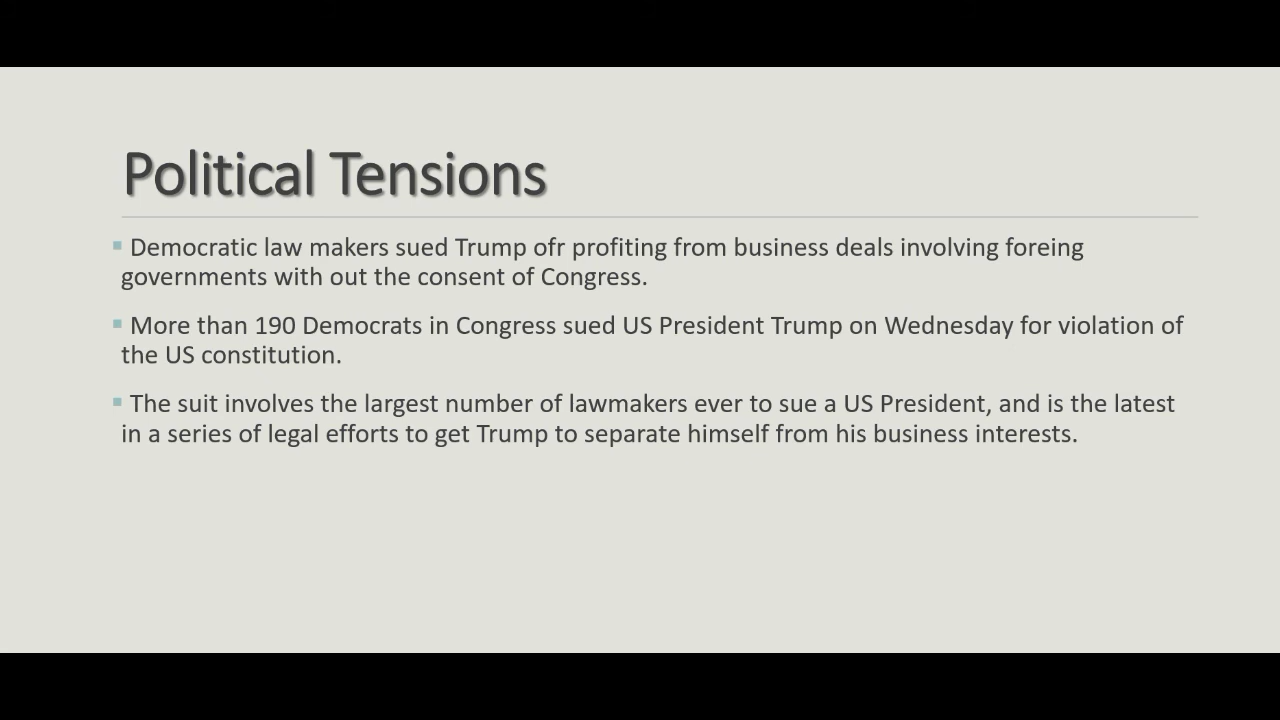 Political Tensions
▪ Democratic law makers sued Trump ofr profiting from business deals involving foreing
governments with out the consent of Congress.
▪ More than 190 Democrats in Congress sued US President Trump on Wednesday for violation of
the US constitution.
▪ The suit involves the largest number of lawmakers ever to sue a US President, and is the latest
in a series of legal efforts to get Trump to separate himself from his business interests.